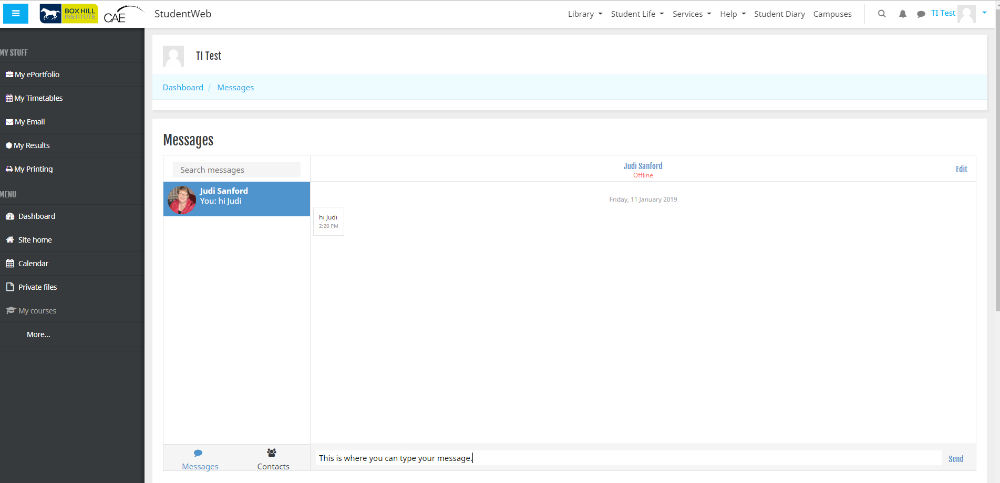 BOX HILL
INSTITUTE
CAE
StudentWeb
Library
Student Life
Services
Help
Student Diary
Campuses
TI Test
MY STUFF
My ePortfolio
My Timetables
My Email
My Results
My Printing
MENU
Dashboard
Site home
Calendar
Private files
My courses
More...
TI Test
Dashboard / Messages
Messages
Search messages
Judi Sanford
You: hi Judi
Messages
Contacts
Judi Sanford
Offline
Edit
Friday, 11 January 2019
hi Judi
2:20 PM
This is where you can type your message.
Send